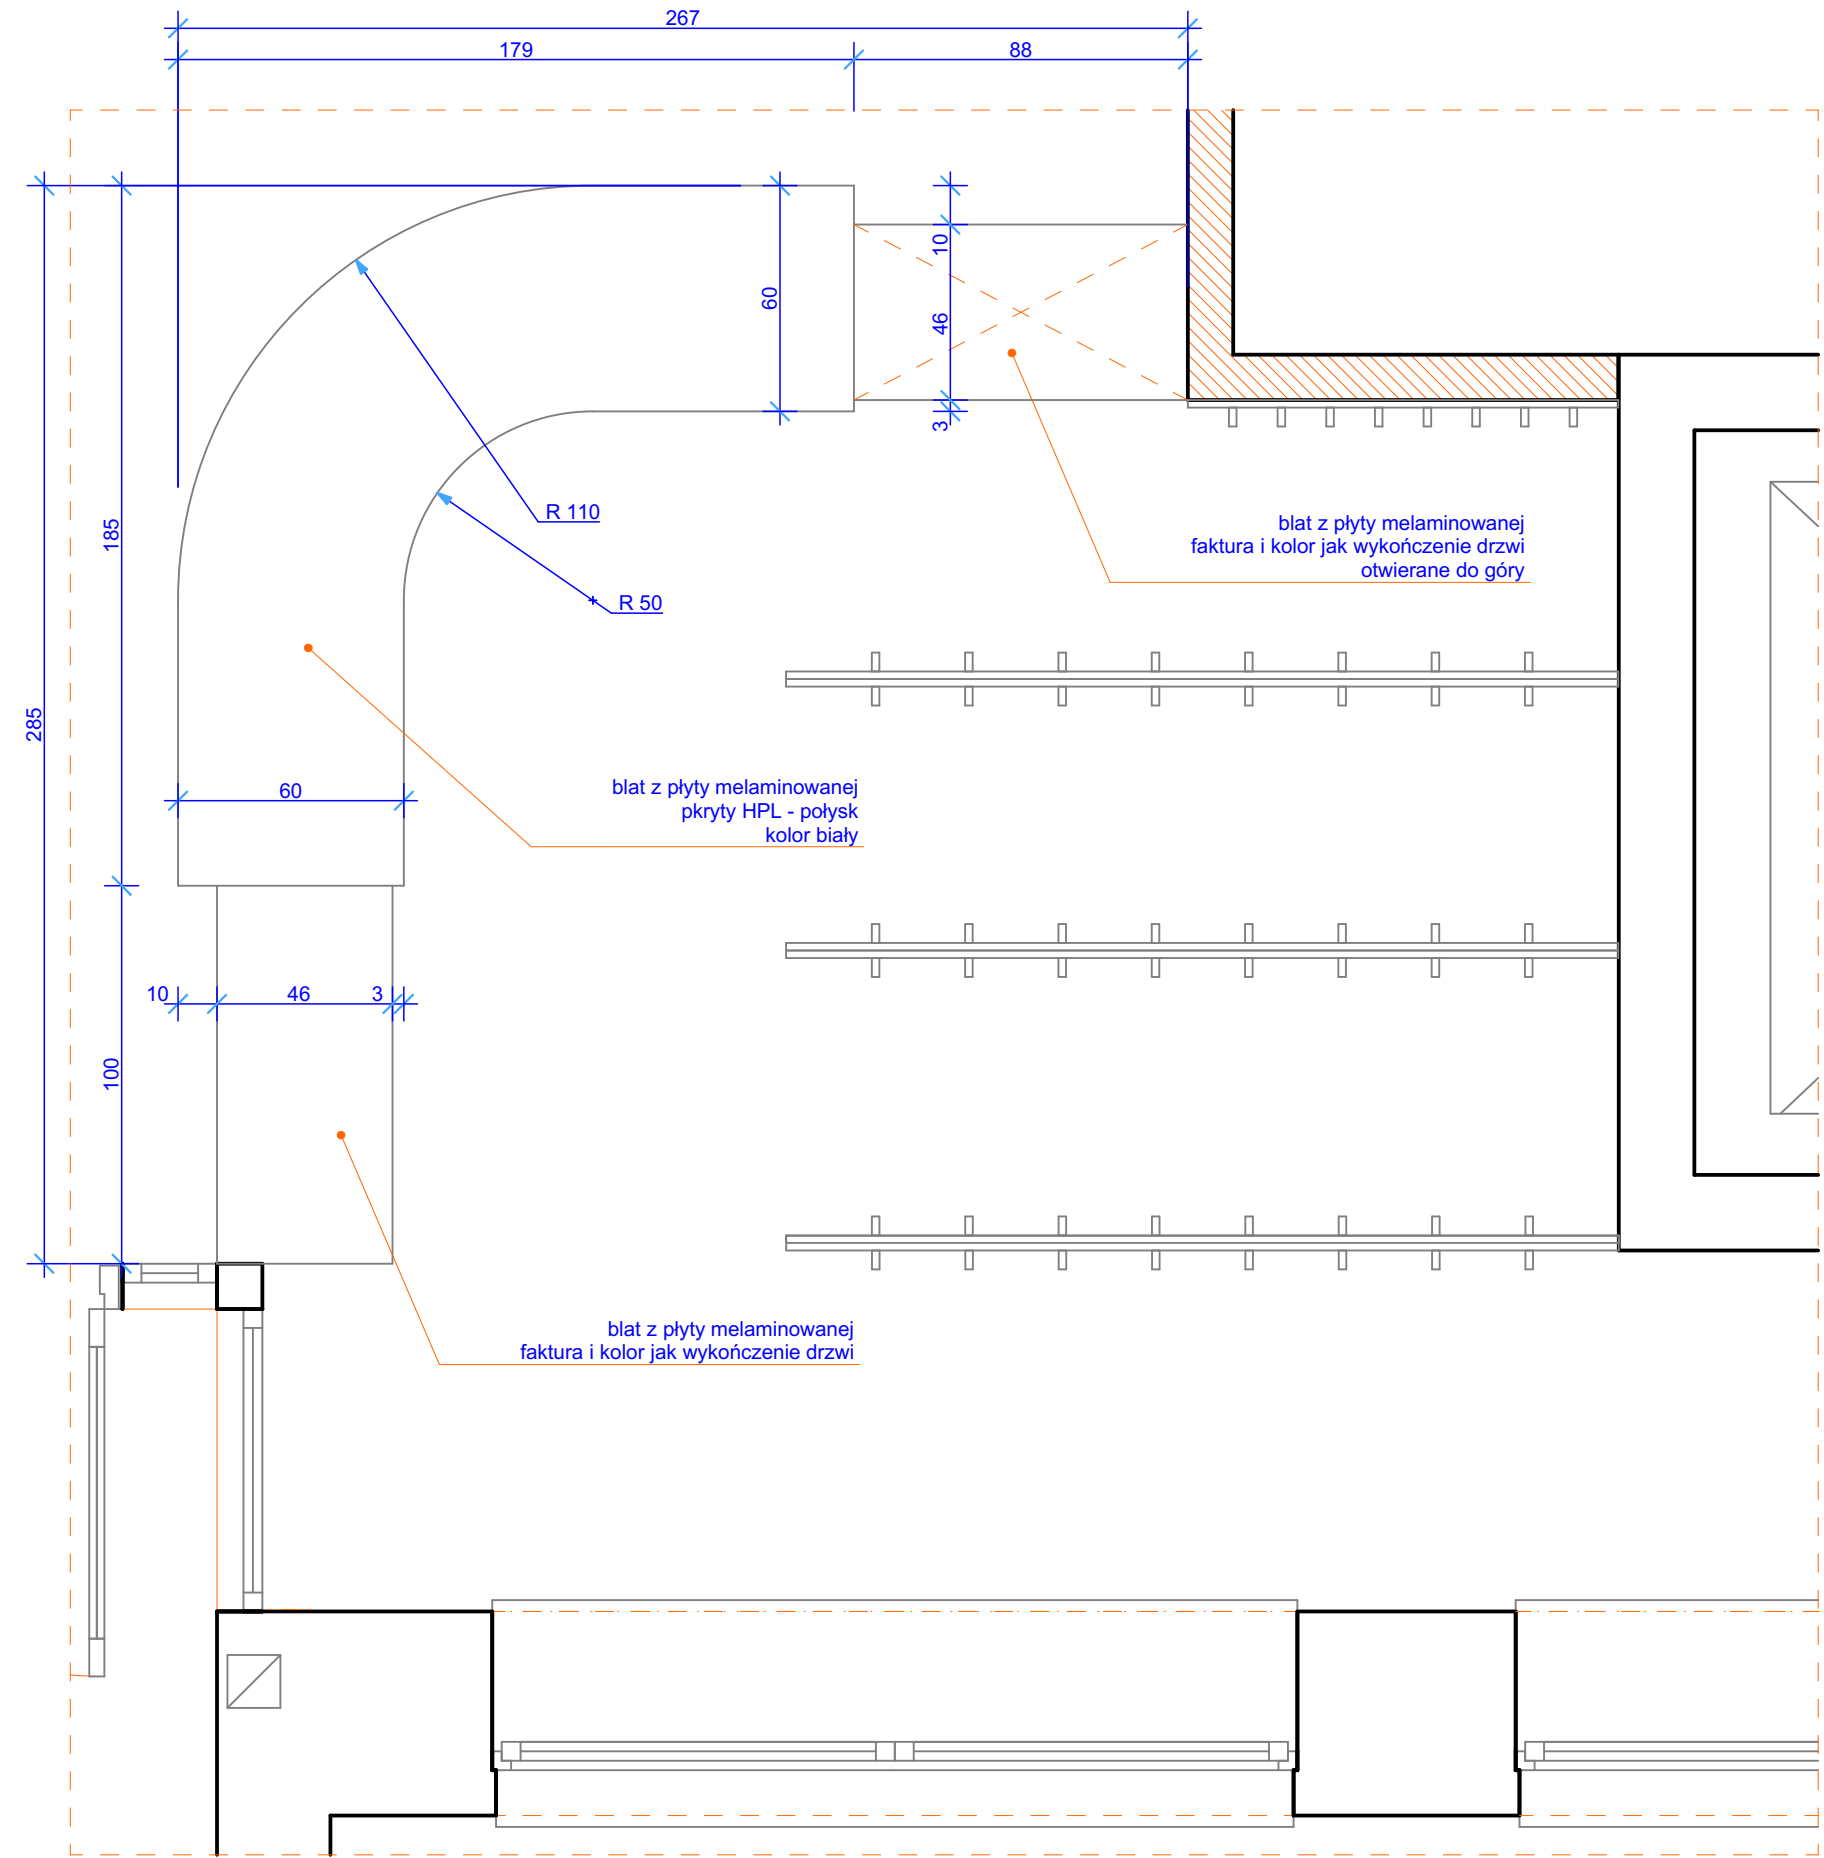 267
179
88
10
60
46
3
R 110
185
blat z płyty melaminowanej
faktura i kolor jak wykończenie drzwi
otwierane do góry
R 50
285
60
blat z płyty melaminowanej
pkryty HPL - połysk
kolor biały
10
46
3
100
blat z płyty melaminowanej
faktura i kolor jak wykończenie drzwi